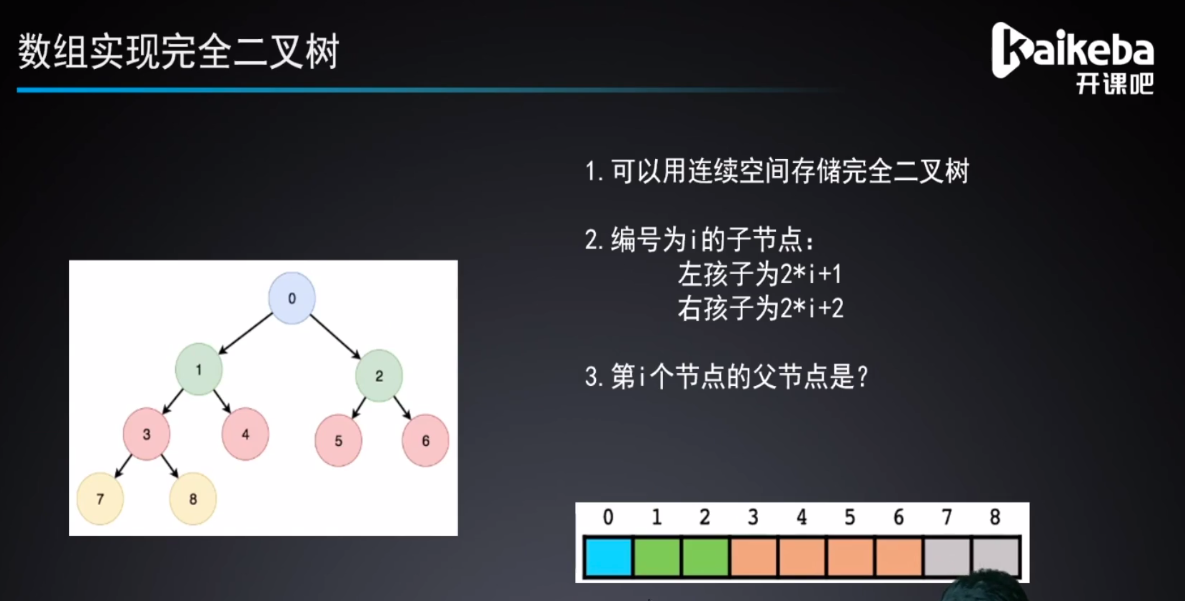 数组实现完全二叉树
kaikeba
开课吧
1.可以用连续空间存储完全二叉树
2.编号为i的子节点：
左孩子为2*i+1
右孩子为2*i+2
3.第i个节点的父节点是？
0
1
2
3
4
5
6
7
8
0 1 2 3 4 5 6 7 8